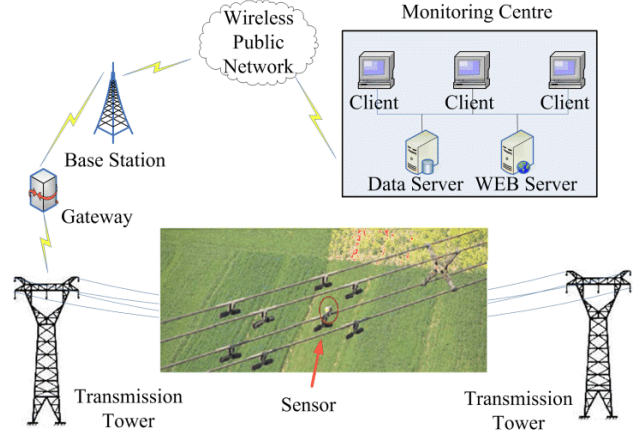 Wireless
Public
Network
Monitoring Centre
Client
Client
Client
Base Station
Data Server
WEB Server
Gateway
Transmission
Tower
Sensor
Transmission
Tower